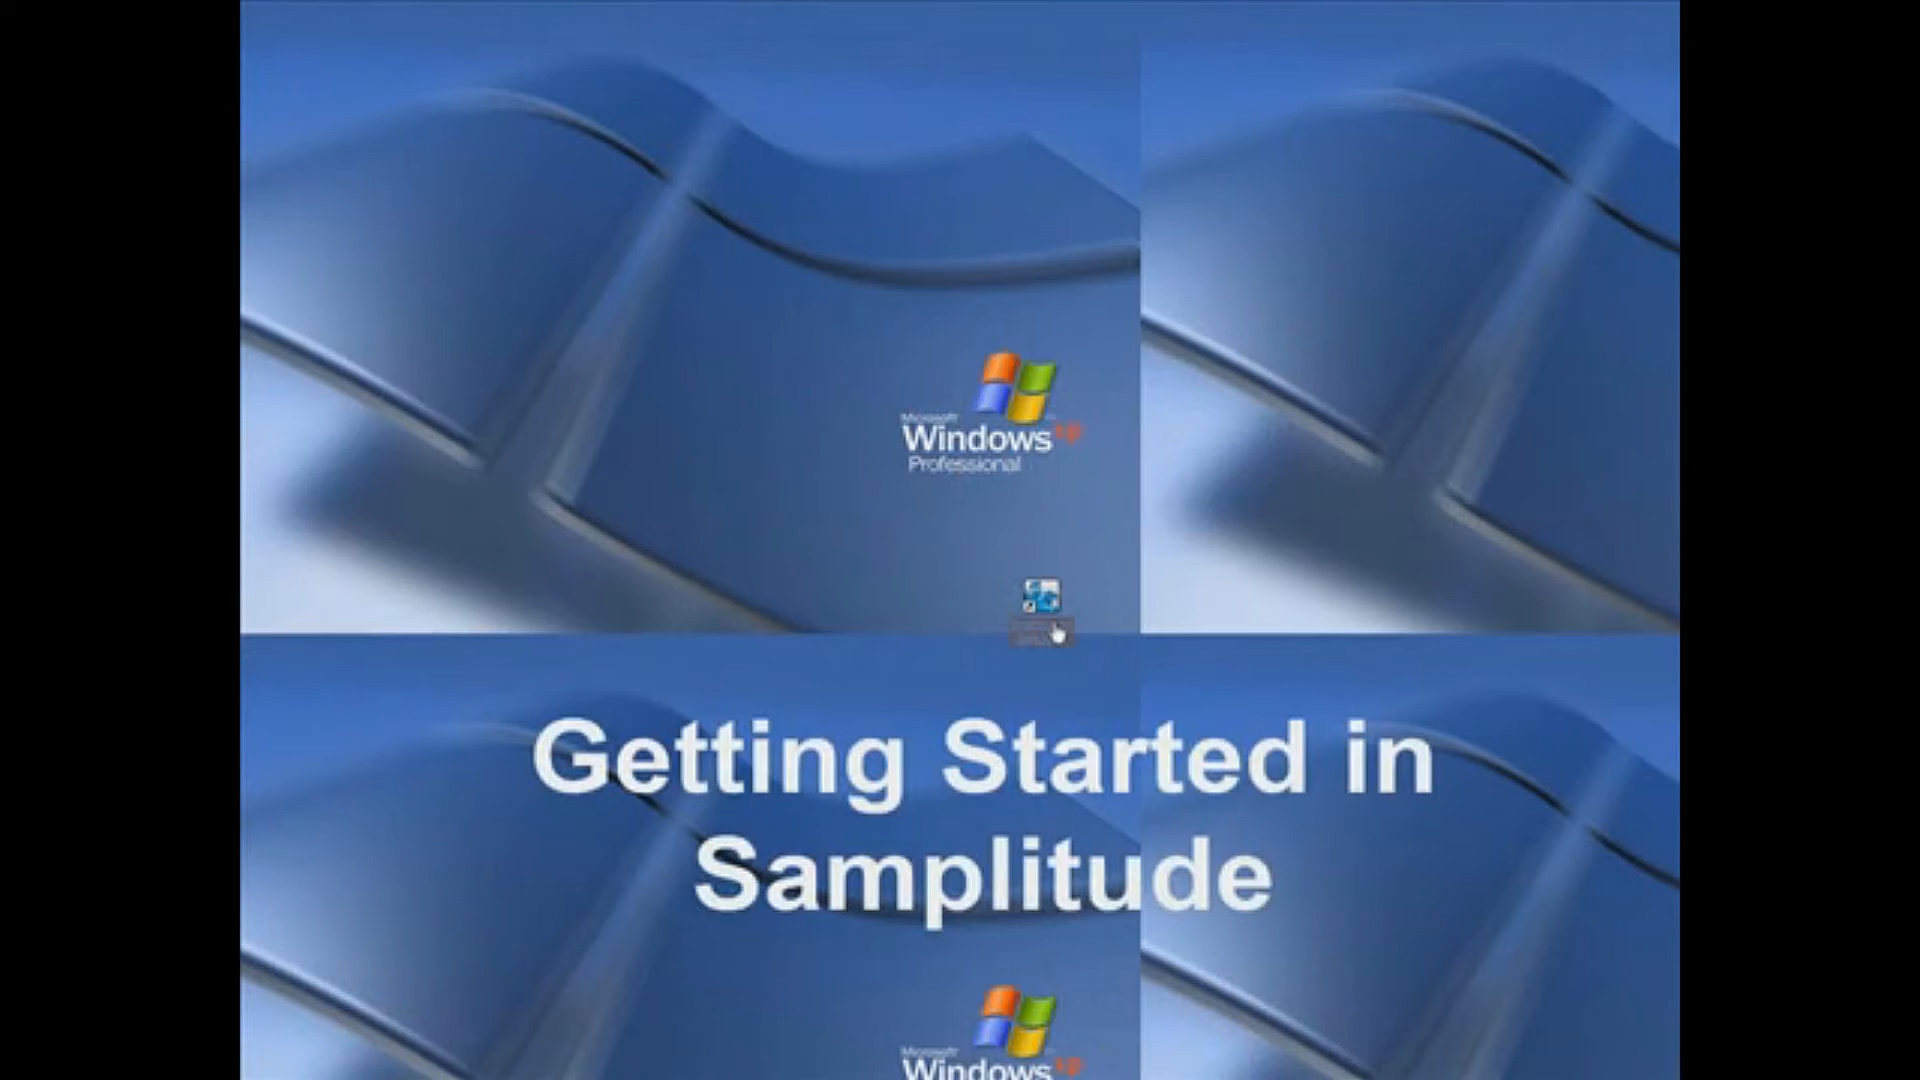 Microsoft
Windows xp
Professional
Getting Started in
Samplitude
Microsoft
Windows xp